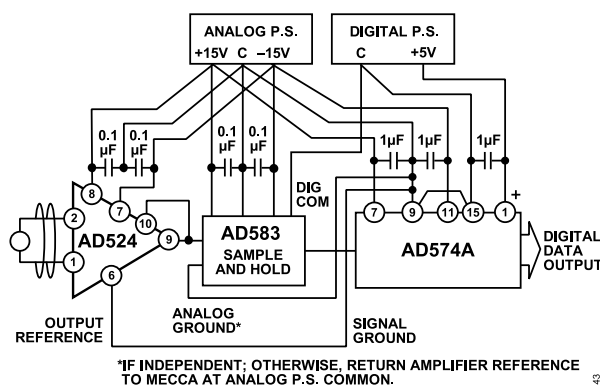 ANALOG P.S.
+15V C –15V
DIGITAL P.S.
C +5V
0.1 µF
0.1 µF
0.1 µF
0.1 µF
1µF
1µF
1µF
DIG COM
8
7
10
9
2
1
6
AD524
AD583
SAMPLE
AND HOLD
7
9
11
15
1
+
AD574A
DIGITAL
DATA
OUTPUT
OUTPUT
REFERENCE
ANALOG
GROUND*
SIGNAL
GROUND
*IF INDEPENDENT; OTHERWISE, RETURN AMPLIFIER REFERENCE
TO MECCA AT ANALOG P.S. COMMON.
43